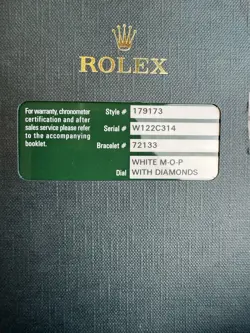 ROLEX
For warranty, chronometer
certification and after
sales service please refer
to the accompanying
booklet.
Style # 179173
Serial # W122C314
Bracelet # 72133
WHITE M-O-P
Dial WITH DIAMONDS